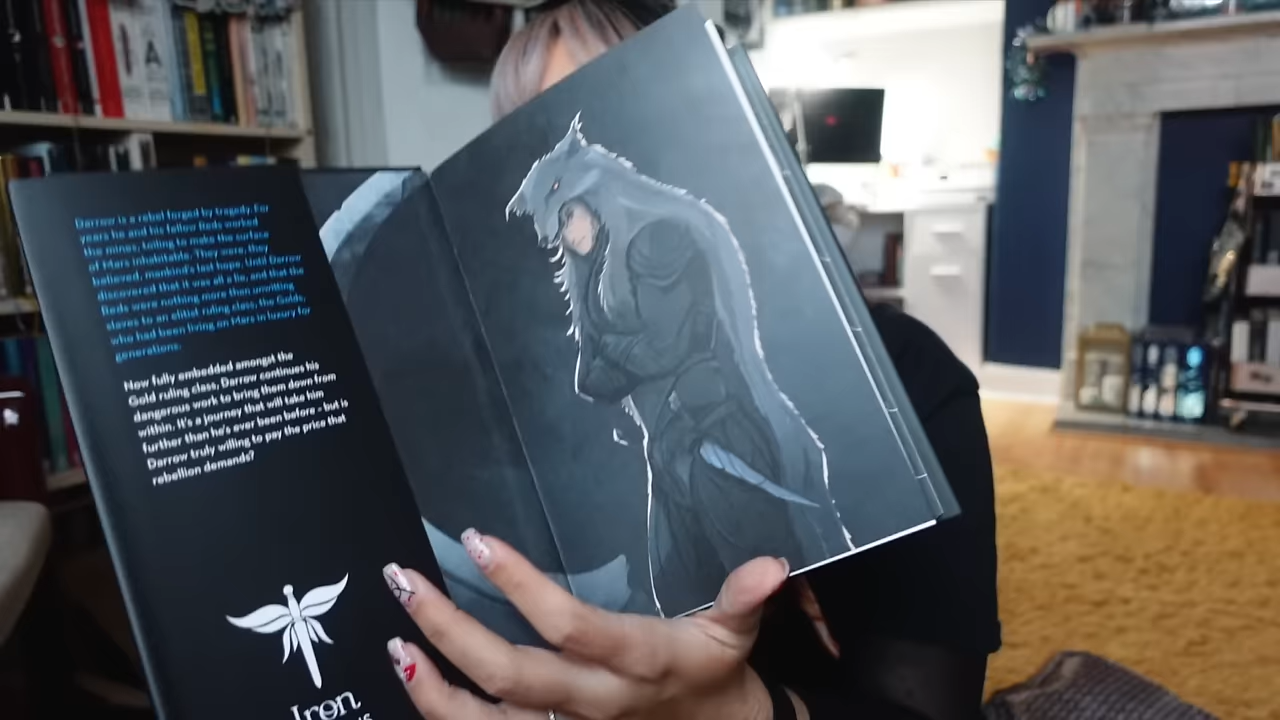 Darrow is a rebel forged by tragedy. For
years he and his fellow Reds worked
the mines, toiling to make the surface
of Mars inhabitable. They were, they
believed, mankind's last hope. Until Darrow
discovered that it was all a lie, and that the
Reds were nothing more than unwitting
slaves to an elitist ruling class, the Golds,
who had been living on Mars in luxury for
generations.
Now fully embedded amongst the
Gold ruling class, Darrow continues his
dangerous work to bring them down from
within. It's a journey that will take him
further than he's ever been before – but is
Darrow truly willing to pay the price that
rebellion demands?
Iron